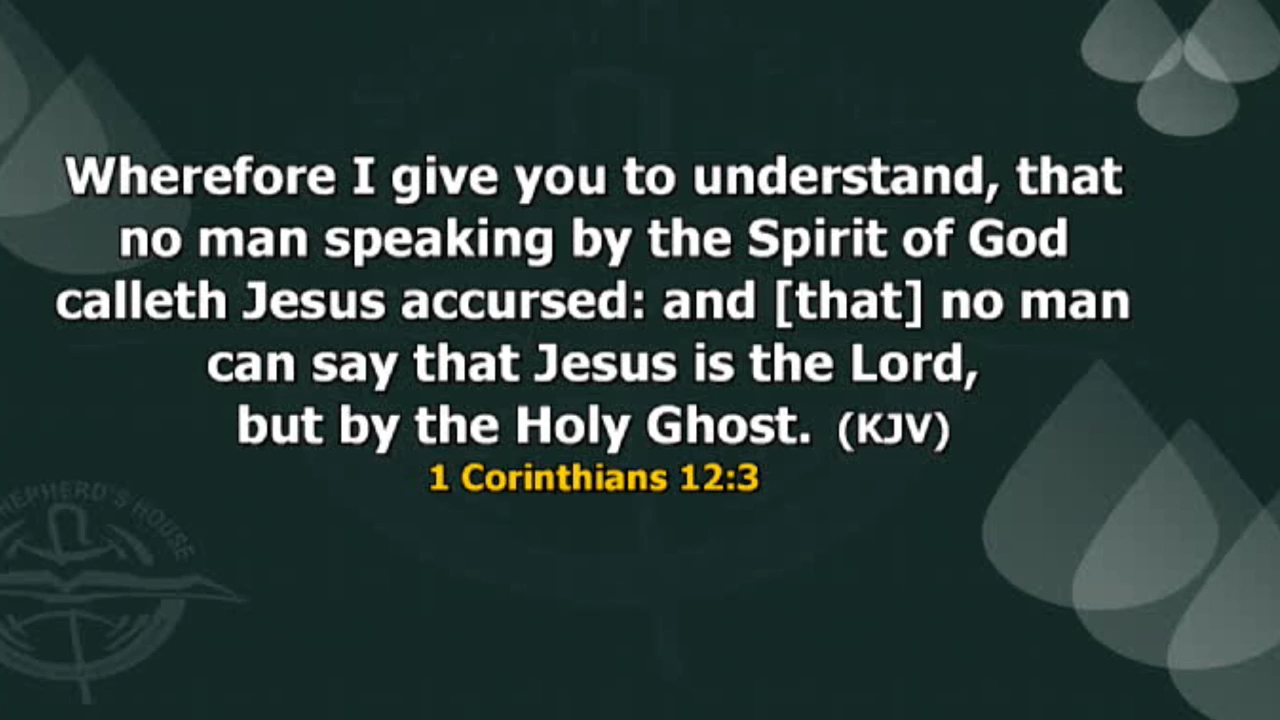 Wherefore I give you to understand, that
no man speaking by the Spirit of God
calleth Jesus accursed: and [that] no man
can say that Jesus is the Lord,
but by the Holy Ghost. (KJV)
1 Corinthians 12:3
SHEPHERD'S HOUSE